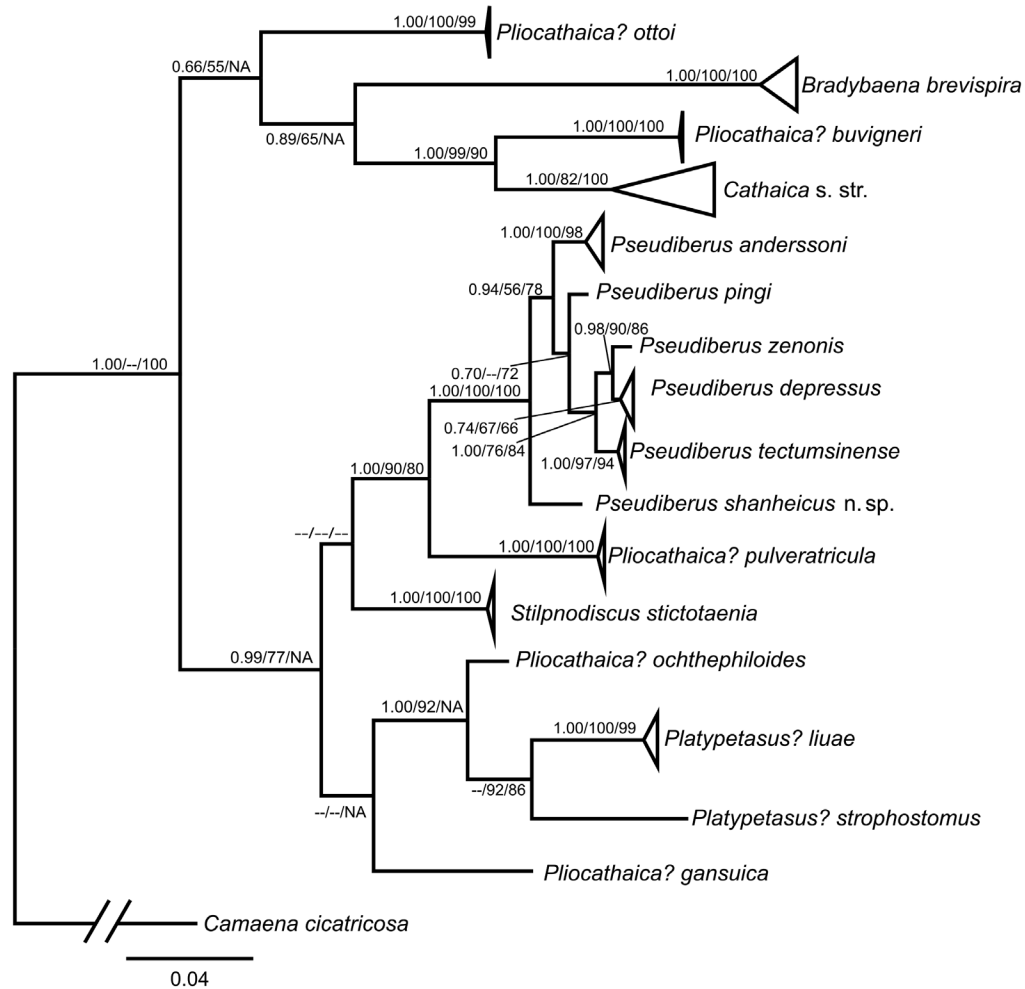 1.00/100/99
Pliocathaica? ottoi
0.66/55/NA
1.00/100/100
Bradybaena brevispira
0.89/65/NA
1.00/100/100
Pliocathaica? buvigneri
1.00/99/90
1.00/82/100
Cathaica s. str.
1.00/100/98
Pseudiberus anderssoni
0.94/56/78
Pseudiberus pingi
0.98/90/86
Pseudiberus zenonis
1.00/--/100
0.70/--/72
Pseudiberus depressus
1.00/100/100
0.74/67/66
1.00/76/84
Pseudiberus tectumsinense
1.00/97/94
1.00/90/80
Pseudiberus shanheicus n. sp.
--/--/--
1.00/100/100
Pliocathaica? pulveratricula
1.00/100/100
Stilpnodiscus stictotaenia
0.99/77/NA
Pliocathaica? ochthephiloides
1.00/92/NA
1.00/100/99
Platypetasus? liuae
--/92/86
--/--/NA
Platypetasus? strophostomus
Pliocathaica? gansuica
Camaena cicatricosa
0.04